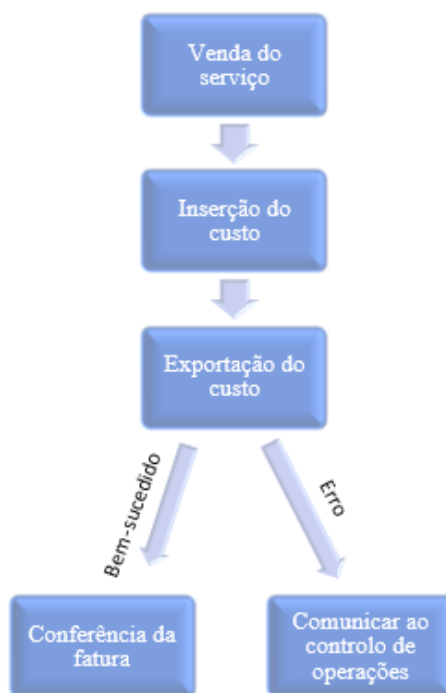 Venda do
serviço
Inserção do
custo
Exportação do
custo
Bem-sucedido
Erro
Conferência da
fatura
Comunicar ao
controlo de
operações